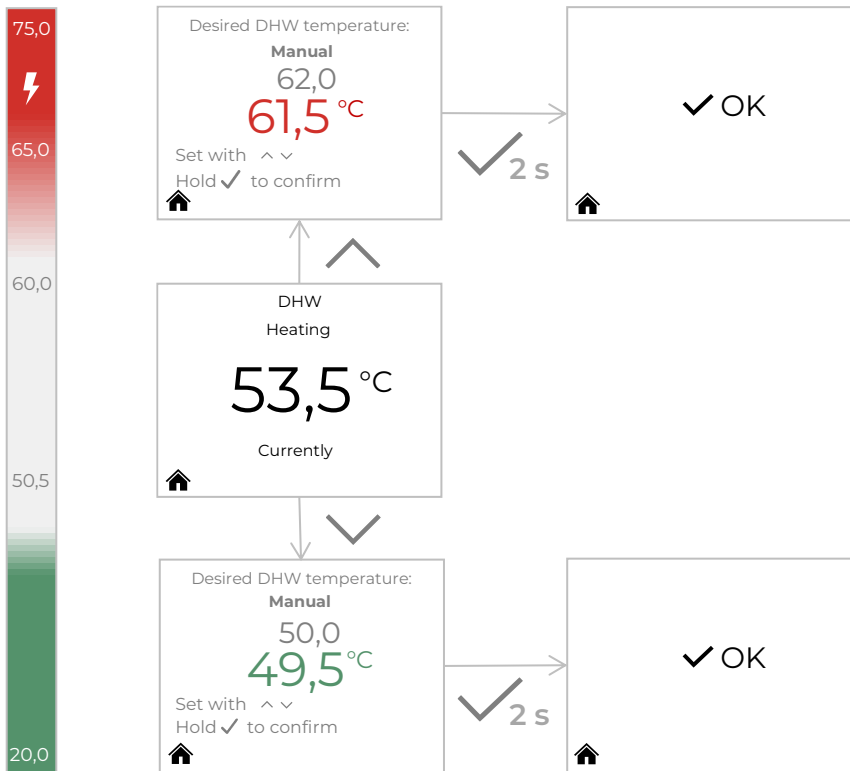 75,0
65,0
60,0
50,5
20,0
Desired DHW temperature:
Manual
62,0
61,5 °C
Set with
Hold to confirm
2 s
OK
DHW
Heating
53,5 °C
Currently
Desired DHW temperature:
Manual
50,0
49,5 °C
Set with
Hold to confirm
2 s
OK